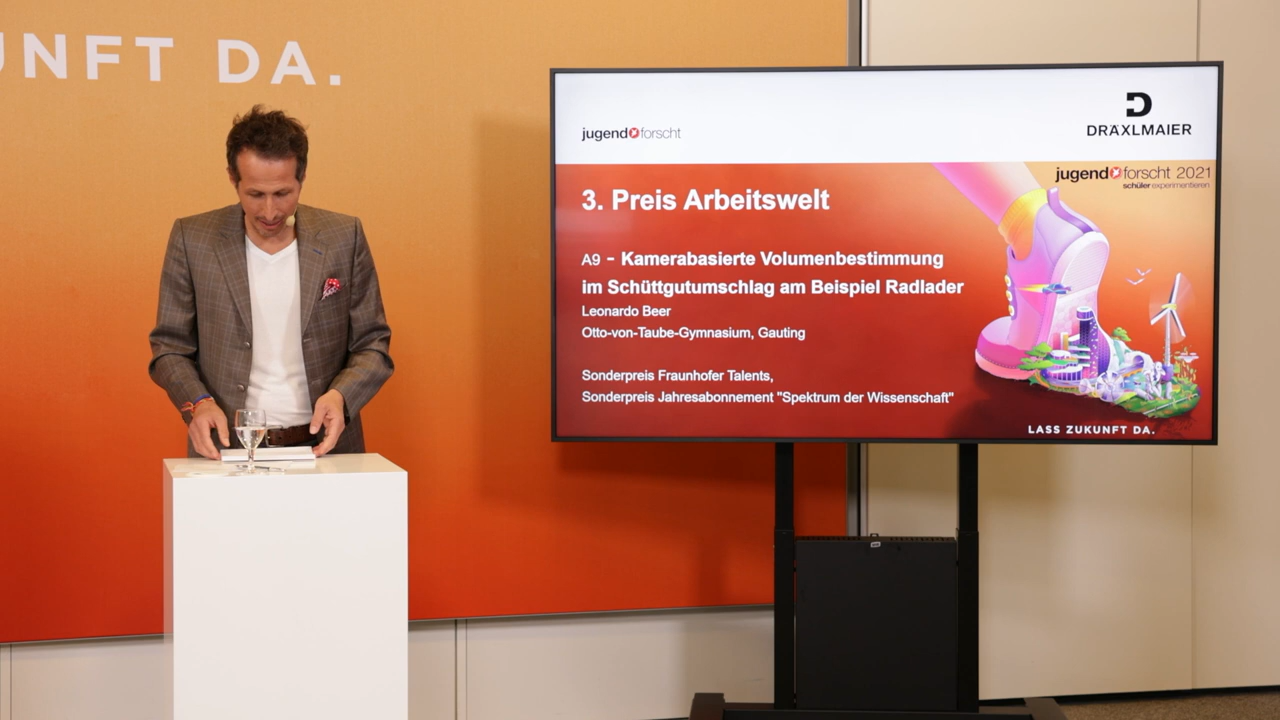 UNFT DA.
jugend forscht
DRÄXLMAIER
jugend forscht 2021
schüler experimentieren
3. Preis Arbeitswelt
A9 - Kamerabasierte Volumenbestimmung
im Schüttgutumschlag am Beispiel Radlader
Leonardo Beer
Otto-von-Taube-Gymnasium, Gauting
Sonderpreis Fraunhofer Talents,
Sonderpreis Jahresabonnement "Spektrum der Wissenschaft"
LASS ZUKUNFT DA.